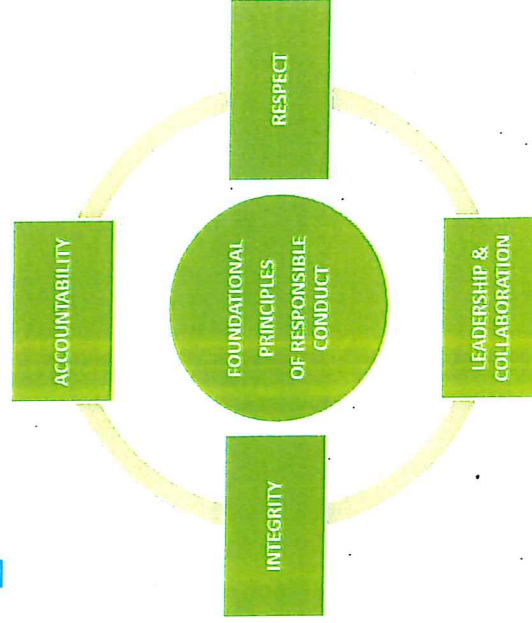 INTEGRITY
LEADERSHIP &
COLLABORATION
FOUNDATIONAL
PRINCIPLES
OF RESPONSIBLE
CONDUCT
ACCOUNTABILITY
RESPECT